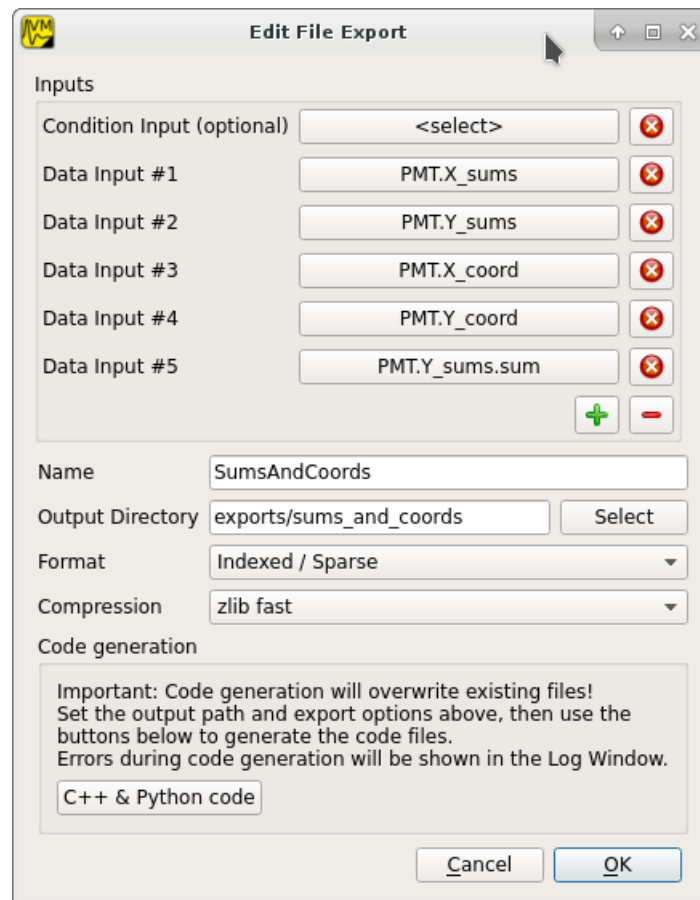 Edit File Export
Inputs
Condition Input (optional) <select>
Data Input #1 PMT.X_sums
Data Input #2 PMT.Y_sums
Data Input #3 PMT.X_coord
Data Input #4 PMT.Y_coord
Data Input #5 PMT.Y_sums.sum
Name SumsAndCoords
Output Directory exports/sums_and_coords Select
Format Indexed / Sparse
Compression zlib fast
Code generation
Important: Code generation will overwrite existing files!
Set the output path and export options above, then use the
buttons below to generate the code files.
Errors during code generation will be shown in the Log Window.
C++ & Python code
Cancel OK